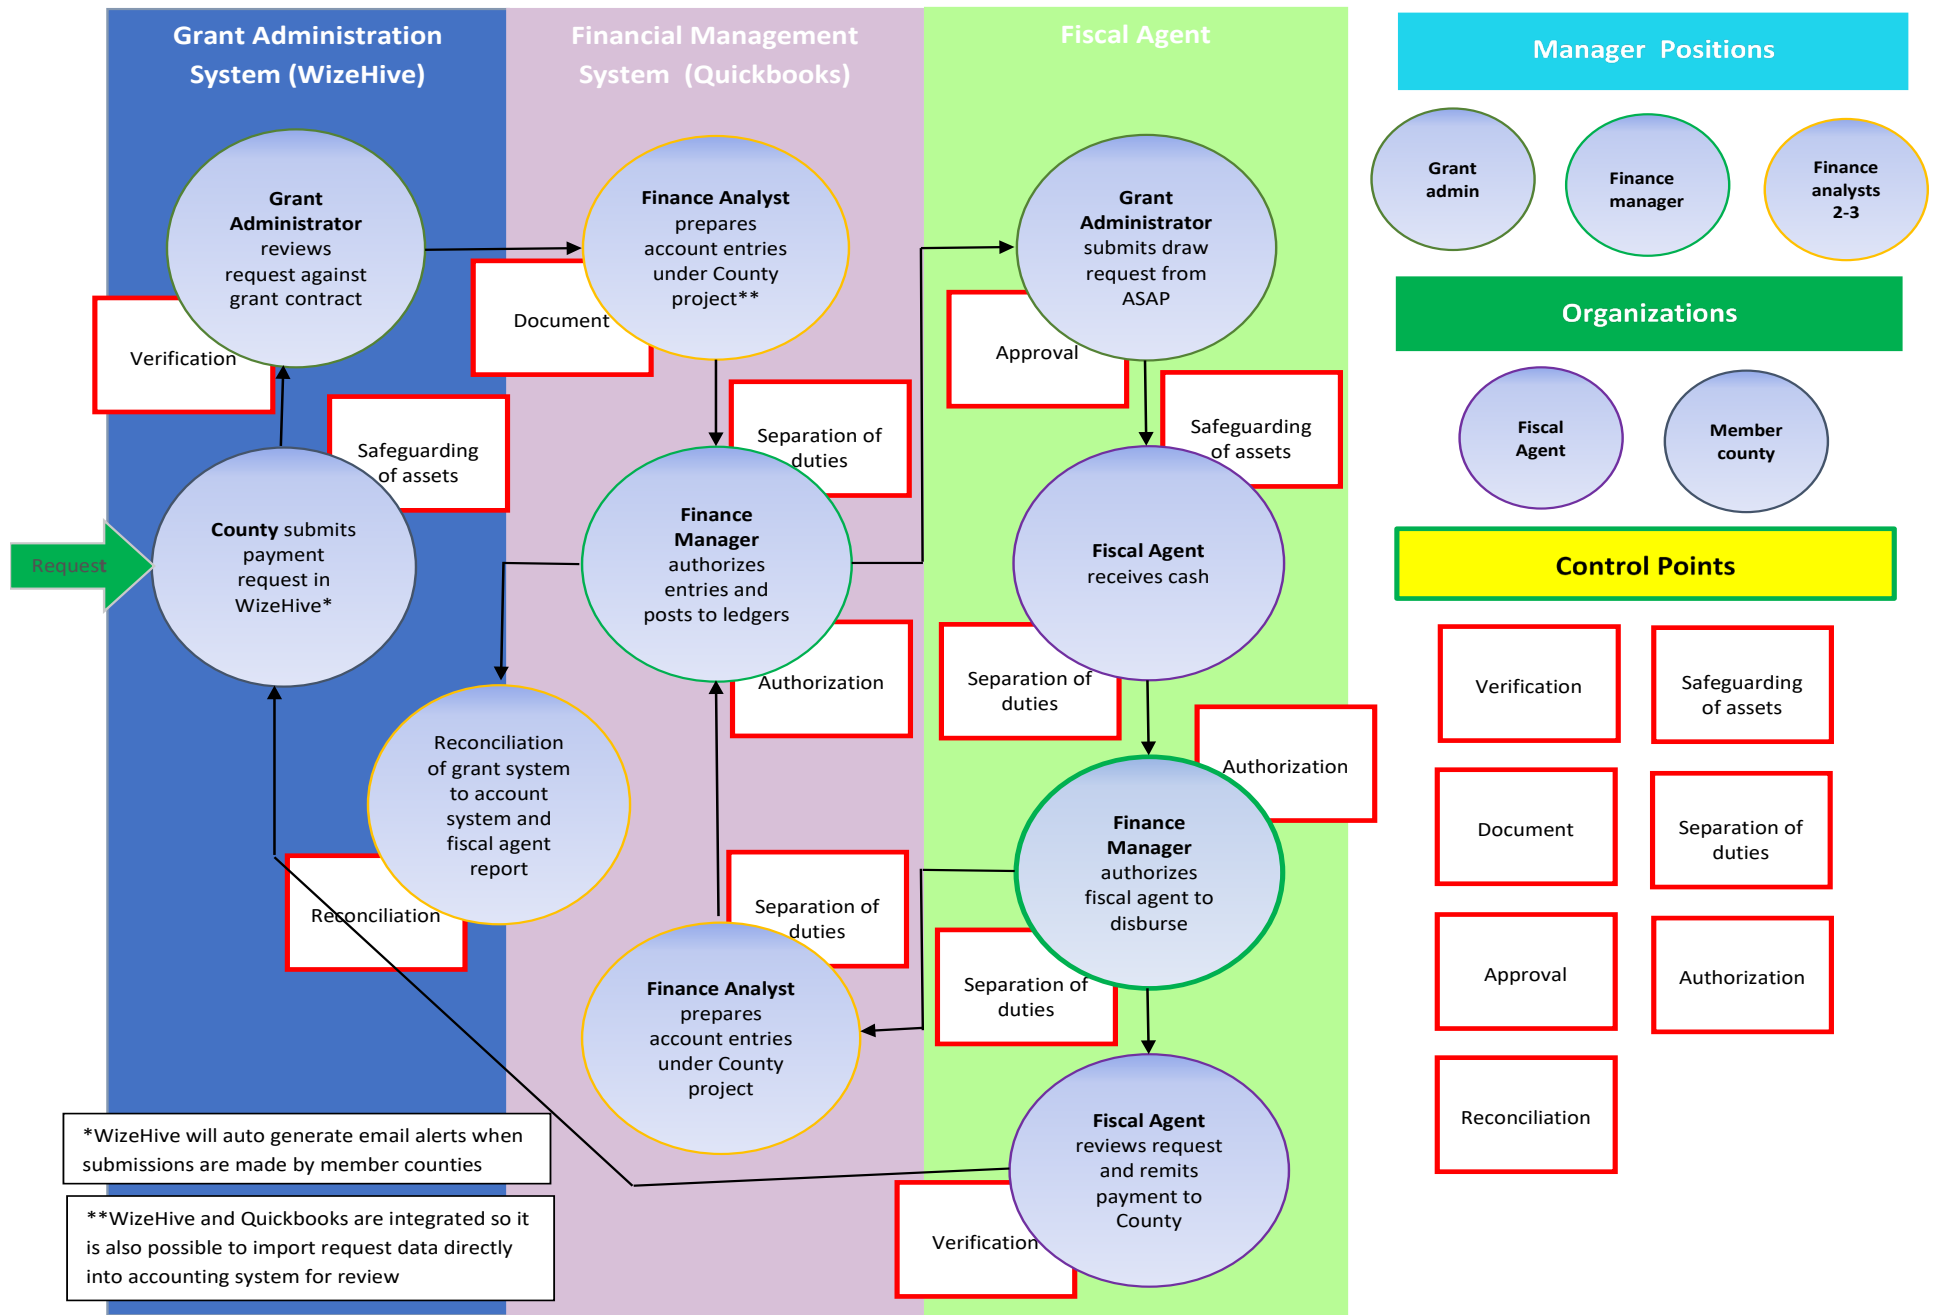 Grant Administration
System (WizeHive)
Financial Management
System (Quickbooks)
Fiscal Agent
Grant
Administrator
reviews
request against
grant contract
Verification
Safeguarding
of assets
Request
County submits
payment
request in
WizeHive*
Finance Analyst
prepares
account entries
under County
project**
Document
Separation of
duties
Finance
Manager
authorizes
entries and
posts to ledgers
Authorization
Reconciliation
of grant system
to account
system and
fiscal agent
report
Reconciliation
Separation of
duties
Finance Analyst
prepares
account entries
under County
project
Grant
Administrator
submits draw
request from
ASAP
Approval
Safeguarding
of assets
Fiscal Agent
receives cash
Separation of
duties
Authorization
Finance
Manager
authorizes
fiscal agent to
disburse
Separation of
duties
Fiscal Agent
reviews request
and remits
payment to
County
Verification
*WizeHive will auto generate email alerts when
submissions are made by member counties
**WizeHive and Quickbooks are integrated so it
is also possible to import request data directly
into accounting system for review
Manager Positions
Grant
admin
Finance
manager
Finance
analysts
2-3
Organizations
Fiscal
Agent
Member
county
Control Points
Verification
Safeguarding
of assets
Document
Separation of
duties
Approval
Authorization
Reconciliation